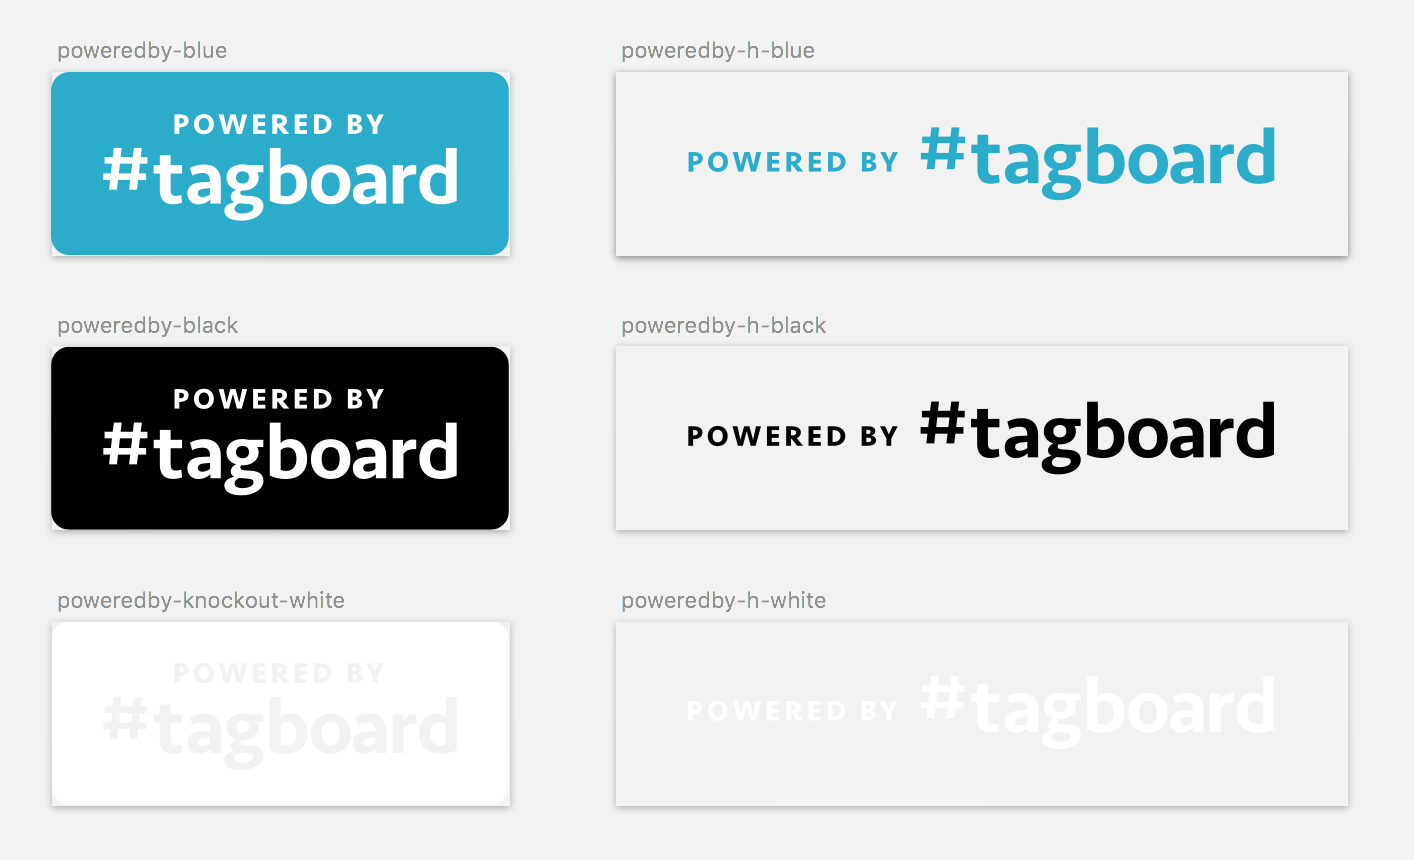 poweredby-blue
POWERED BY
#tagboard
poweredby-h-blue
POWERED BY #tagboard
poweredby-black
POWERED BY
#tagboard
poweredby-h-black
POWERED BY #tagboard
poweredby-knockout-white
POWERED BY
#tagboard
poweredby-h-white
POWERED BY #tagboard